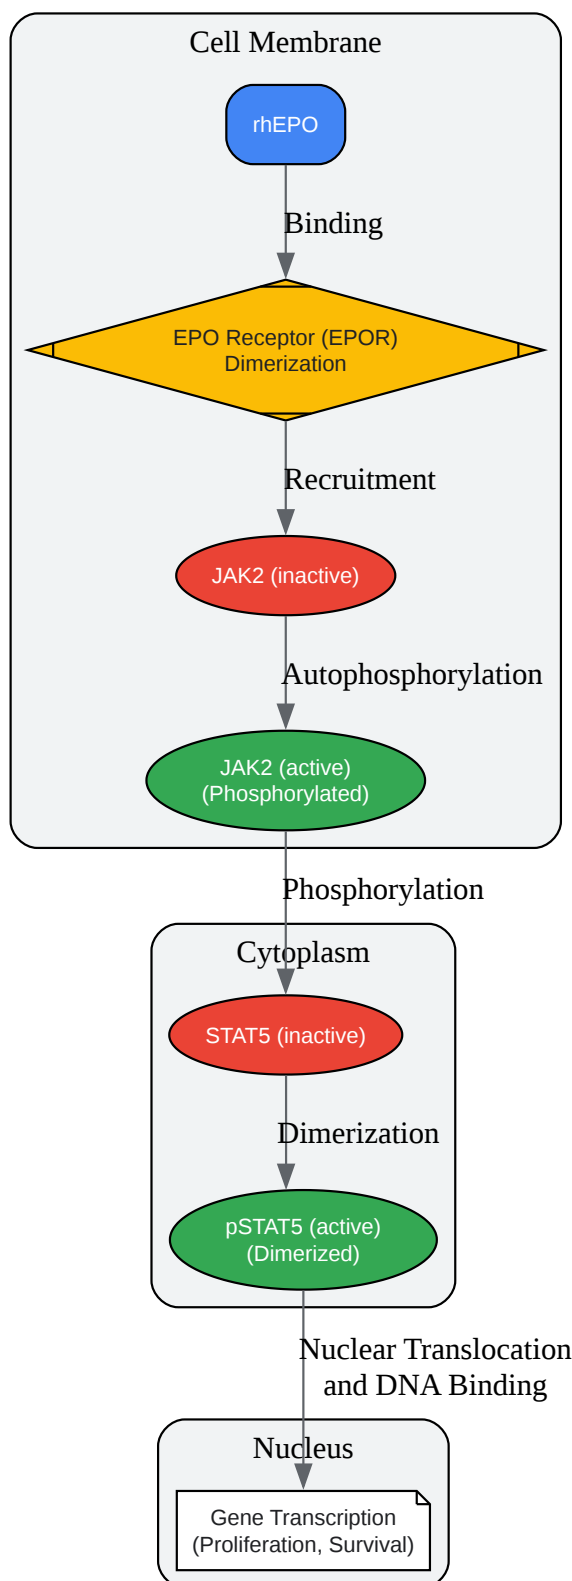 Cell Membrane
rhEPO
Binding
EPO Receptor (EPOR)
Dimerization
Recruitment
JAK2 (inactive)
Autophosphorylation
JAK2 (active)
(Phosphorylated)
Phosphorylation
Cytoplasm
STAT5 (inactive)
Dimerization
pSTAT5 (active)
(Dimerized)
Nuclear Translocation
and DNA Binding
Nucleus
Gene Transcription
(Proliferation, Survival)